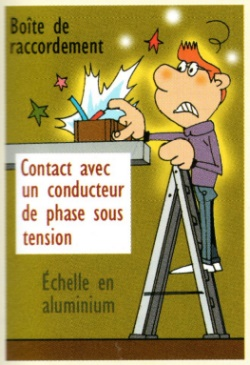 Boîte de
raccordement
Contact avec
un conducteur
de phase sous
tension
Échelle en
aluminium